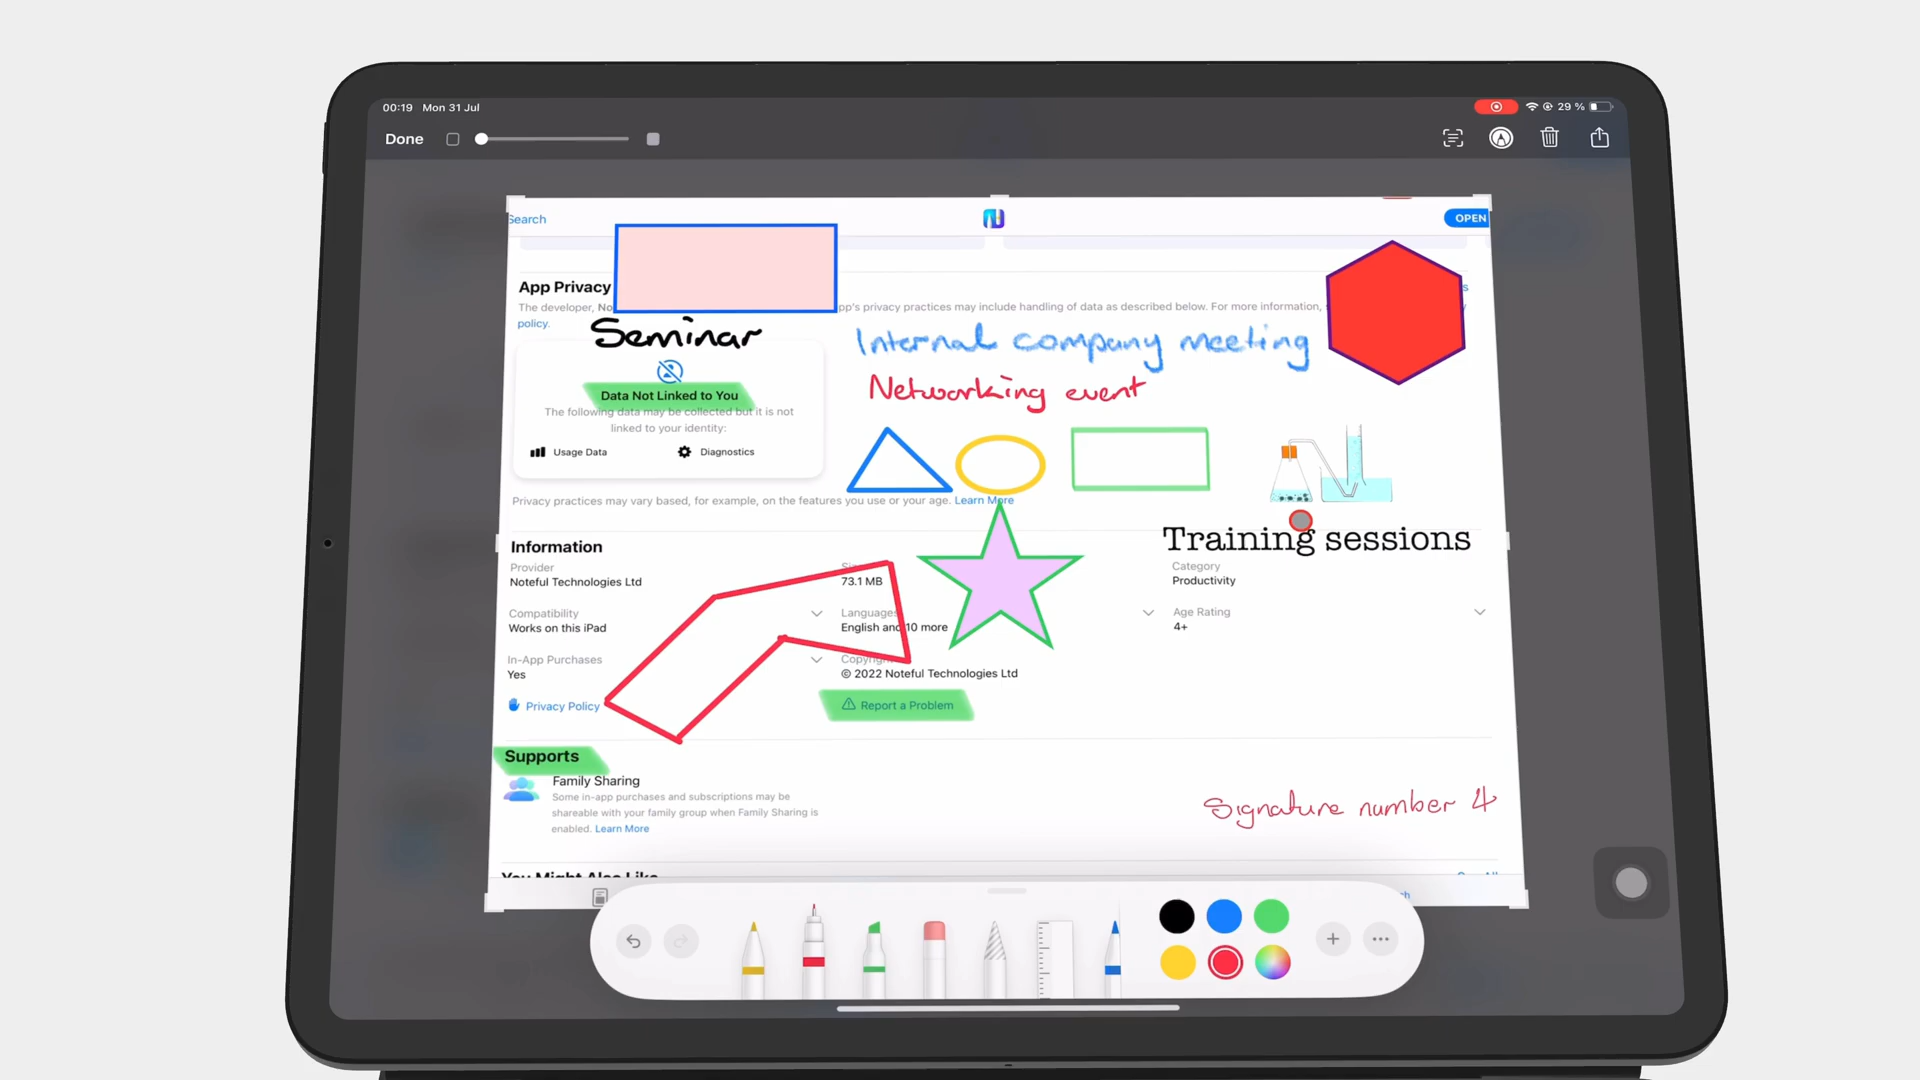 00:19 Mon 31 Jul
29 %
Done
Search
OPEN
App Privacy
The developer, No
pp's privacy practices may include handling of data as described below. For more information,
policy.
Seminar
Internal company meeting
Networking event
Data Not Linked to You
The following data may be collected but it is not
linked to your identity:
Usage Data
Diagnostics
Privacy practices may vary based, for example, on the features you use or your age. Learn More
Training sessions
Information
Provider
Noteful Technologies Ltd
73.1 MB
Category
Productivity
Compatibility
Works on this iPad
Languages
English and 10 more
Age Rating
4+
In-App Purchases
Yes
© 2022 Noteful Technologies Ltd
Privacy Policy
Report a Problem
Supports
Family Sharing
Some in-app purchases and subscriptions may be
shareable with your family group when Family Sharing is
enabled. Learn More
Signature number 4
You Might Also Like